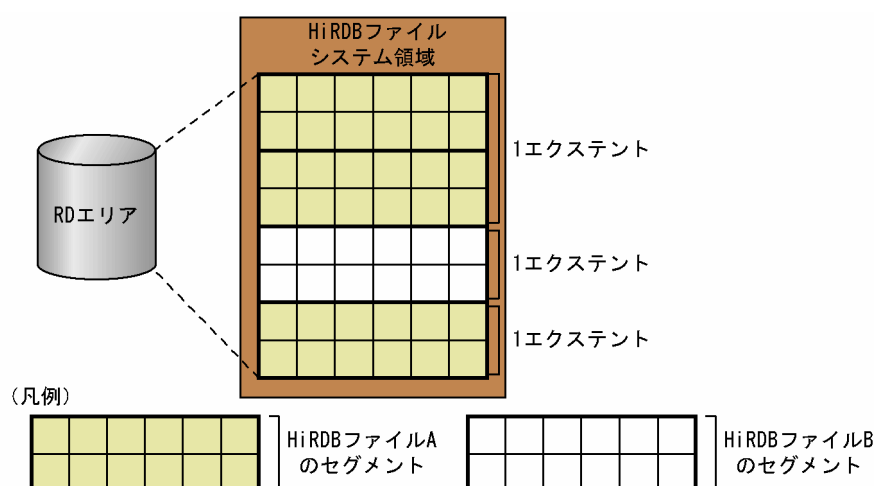 HiRDBファイル
システム領域
1エクステント
RDエリア
1エクステント
1エクステント
(凡例)
HiRDBファイルA
のセグメント
HiRDBファイルB
のセグメント